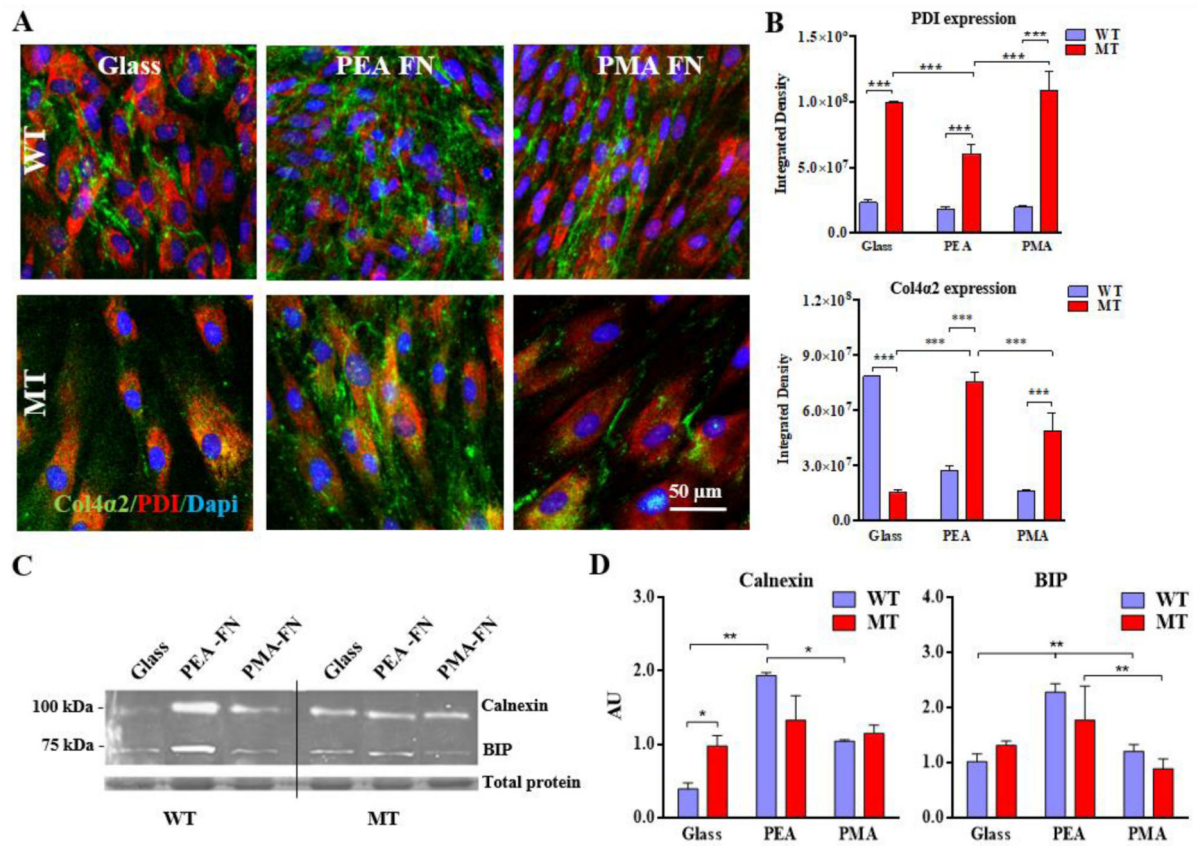 A
Glass
PEA FN
PMA FN
WT
MT
Col4α2/PDI/Dapi
50 μm
B
PDI expression
WT
MT
Integrated Density
1.5×10⁸
1.0×10⁸
5.0×10⁷
0.0
***
***
***
***
***
Glass
PEA
PMA
Col4α2 expression
WT
MT
Integrated Density
1.2×10⁸
9.0×10⁷
6.0×10⁷
3.0×10⁷
0.0
***
***
***
***
***
Glass
PEA
PMA
C
Glass
PEA -FN
PMA-FN
Glass
PEA-FN
PMA-FN
100 kDa -
75 kDa -
Calnexin
BIP
Total protein
WT
MT
D
Calnexin
WT
MT
AU
3.0
2.0
1.0
0.0
**
*
*
Glass
PEA
PMA
BIP
WT
MT
4.0
3.0
2.0
1.0
0.0
**
**
Glass
PEA
PMA